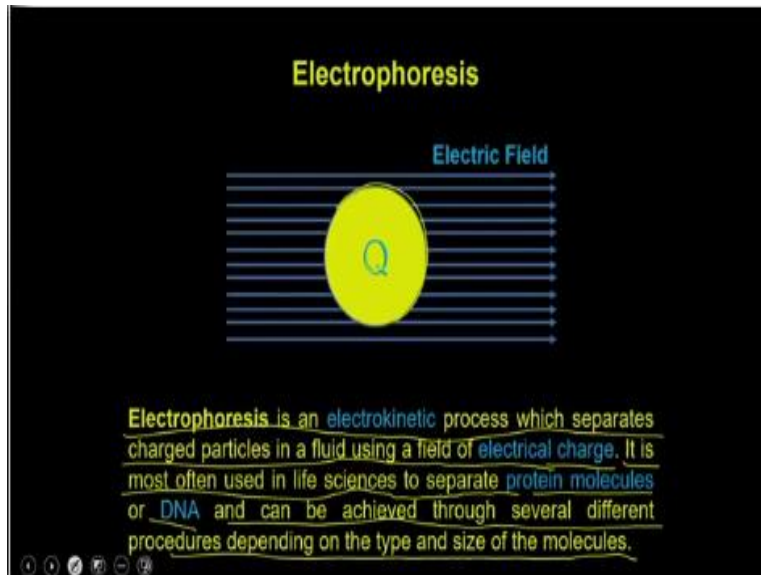 Electrophoresis
Electric Field
Q
Electrophoresis is an electrokinetic process which separates
charged particles in a fluid using a field of electrical charge. It is
most often used in life sciences to separate protein molecules
or DNA and can be achieved through several different
procedures depending on the type and size of the molecules.